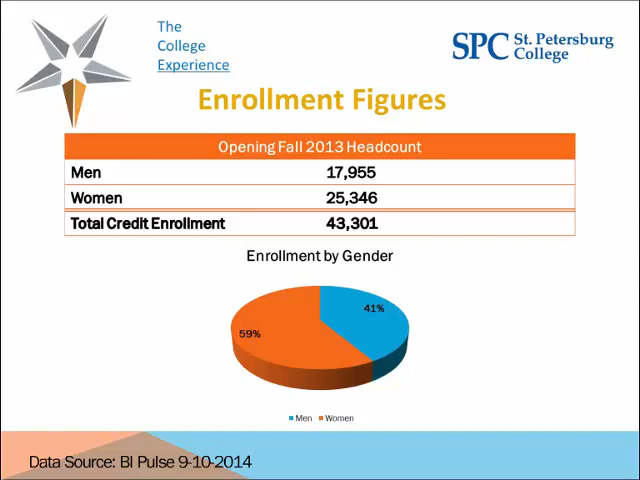 The
College
Experience
SPC St. Petersburg
College
Enrollment Figures
Opening Fall 2013 Headcount
Men 17,955
Women 25,346
Total Credit Enrollment 43,301
Enrollment by Gender
41%
59%
Men Women
Data Source: BI Pulse 9-10-2014